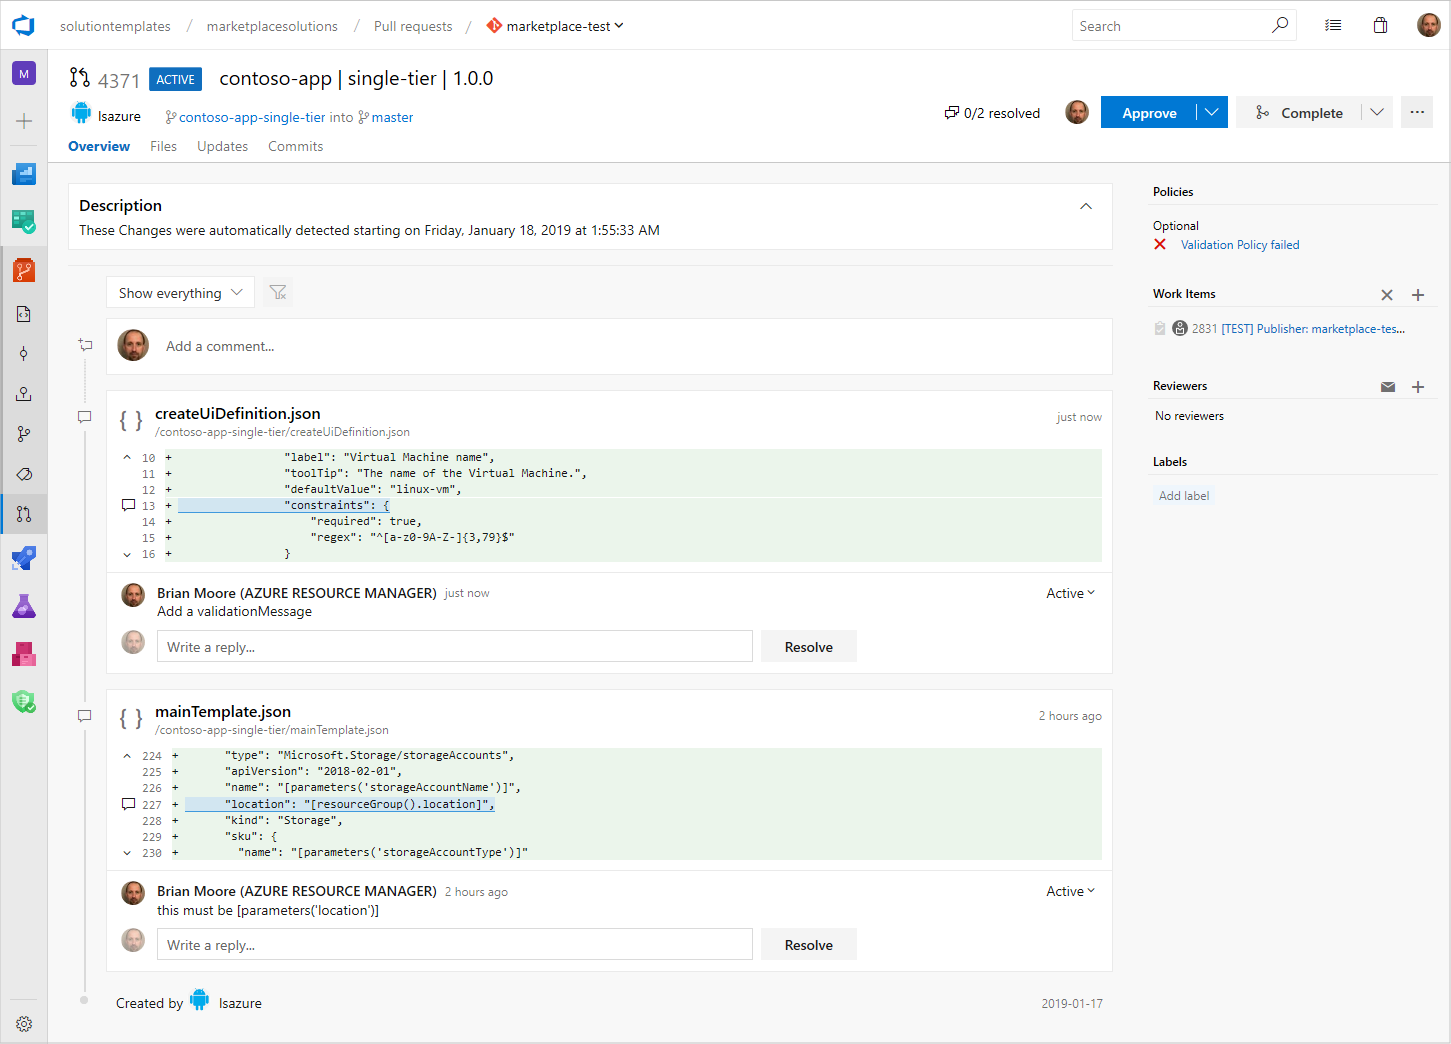 solutiontemplates / marketplacesolutions / Pull requests / marketplace-test
Search
M
4371 ACTIVE contoso-app | single-tier | 1.0.0
lsazure contoso-app-single-tier into master
0/2 resolved
Approve
Complete
Overview Files Updates Commits
Description
These Changes were automatically detected starting on Friday, January 18, 2019 at 1:55:33 AM
Show everything
Add a comment...
{ } createUiDefinition.json
just now
/contoso-app-single-tier/createUiDefinition.json
10 + "label": "Virtual Machine name",
11 + "toolTip": "The name of the Virtual Machine.",
12 + "defaultValue": "linux-vm",
13 + "constraints": {
14 + "required": true,
15 + "regex": "^[a-z0-9A-Z-]{3,79}$"
16 + }
Brian Moore (AZURE RESOURCE MANAGER) just now
Active
Add a validationMessage
Write a reply...
Resolve
{ } mainTemplate.json
2 hours ago
/contoso-app-single-tier/mainTemplate.json
224 + "type": "Microsoft.Storage/storageAccounts",
225 + "apiVersion": "2018-02-01",
226 + "name": "[parameters('storageAccountName')]",
227 + "location": "[resourceGroup().location]",
228 + "kind": "Storage",
229 + "sku": {
230 + "name": "[parameters('storageAccountType')]"
Brian Moore (AZURE RESOURCE MANAGER) 2 hours ago
Active
this must be [parameters('location')]
Write a reply...
Resolve
Created by lsazure
2019-01-17
Policies
Optional
Validation Policy failed
Work Items
2831 [TEST] Publisher: marketplace-tes...
Reviewers
No reviewers
Labels
Add label